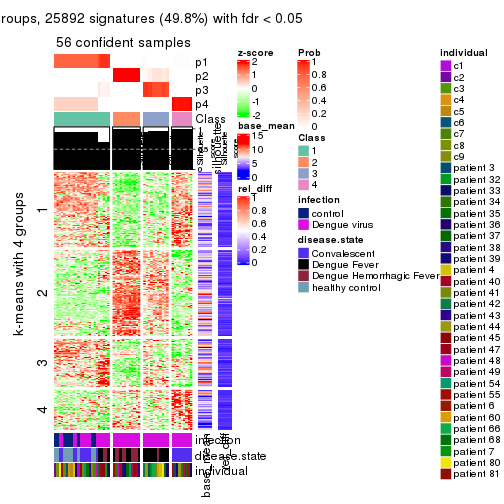 roups, 25892 signatures (49.8%) with fdr < 0.05
56 confident samples
p1
p2
p3
p4
Class
silhouette
Silhouette
score
k-means with 4 groups
1
2
3
4
infection
disease.state
individual
base_mean
rel_diff
z-score
2
1
0
-1
-2
base_mean
15
10
5
0
rel_diff
1
0.8
0.6
0.4
0.2
0
Prob
1
0.8
0.6
0.4
0.2
0
Class
1
2
3
4
infection
control
Dengue virus
disease.state
Convalescent
Dengue Fever
Dengue Hemorrhagic Fever
healthy control
individual
c1
c2
c3
c4
c5
c6
c7
c8
c9
patient 3
patient 32
patient 33
patient 34
patient 35
patient 36
patient 37
patient 38
patient 39
patient 4
patient 40
patient 41
patient 42
patient 43
patient 44
patient 45
patient 47
patient 48
patient 49
patient 54
patient 55
patient 6
patient 60
patient 66
patient 68
patient 7
patient 80
patient 81